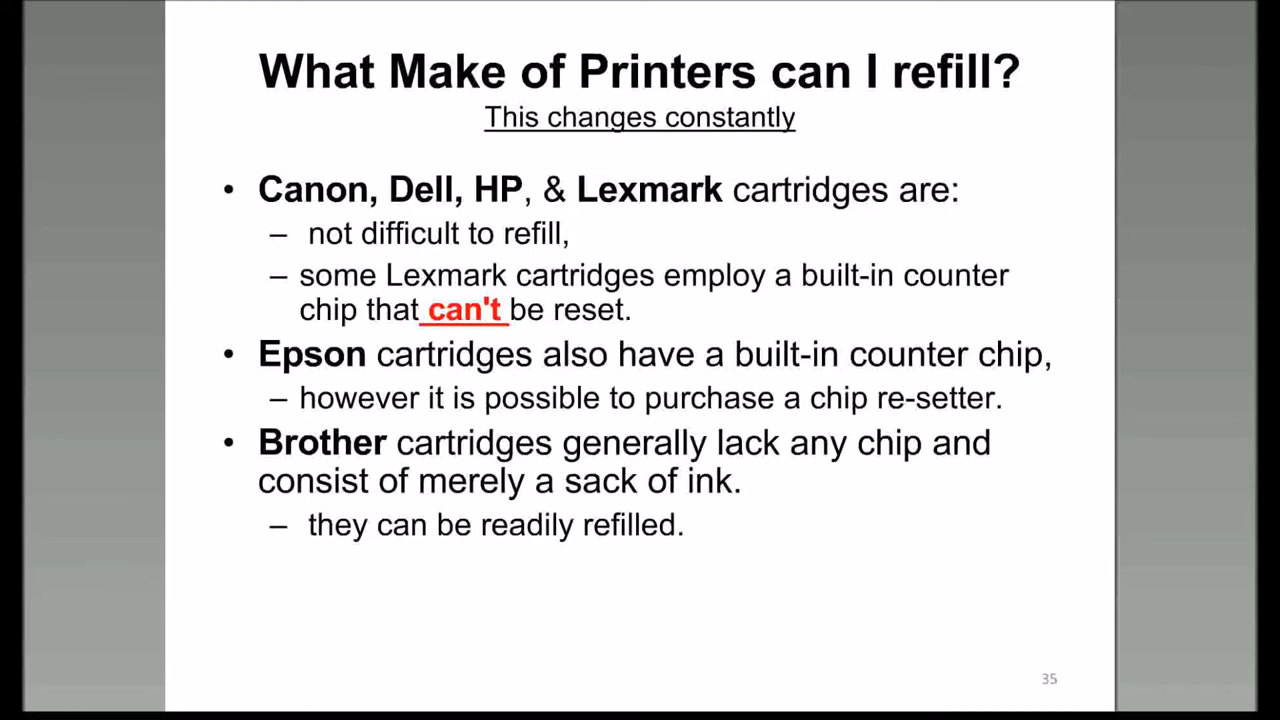 What Make of Printers can I refill?
This changes constantly
• Canon, Dell, HP, & Lexmark cartridges are:
– not difficult to refill,
– some Lexmark cartridges employ a built-in counter
chip that can't be reset.
• Epson cartridges also have a built-in counter chip,
– however it is possible to purchase a chip re-setter.
• Brother cartridges generally lack any chip and
consist of merely a sack of ink.
– they can be readily refilled.
35